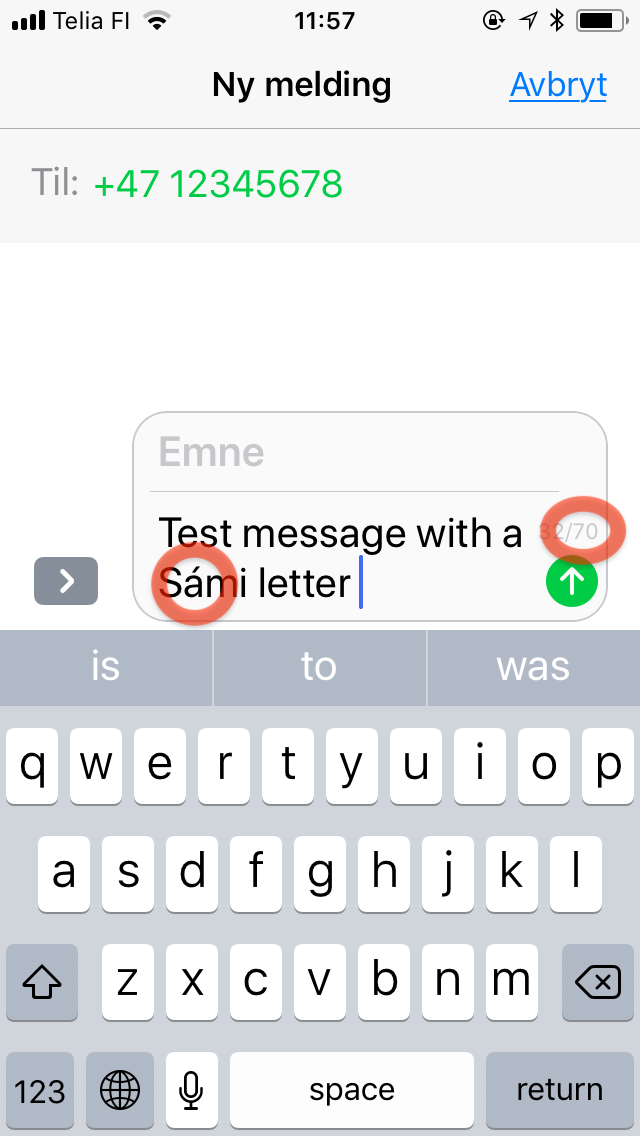 Telia FI 11:57
Ny melding Avbryt
Til: +47 12345678
Emne
Test message with a 32/70
Sámi letter
is to was
q w e r t y u i o p
a s d f g h j k l
z x c v b n m
123 space return